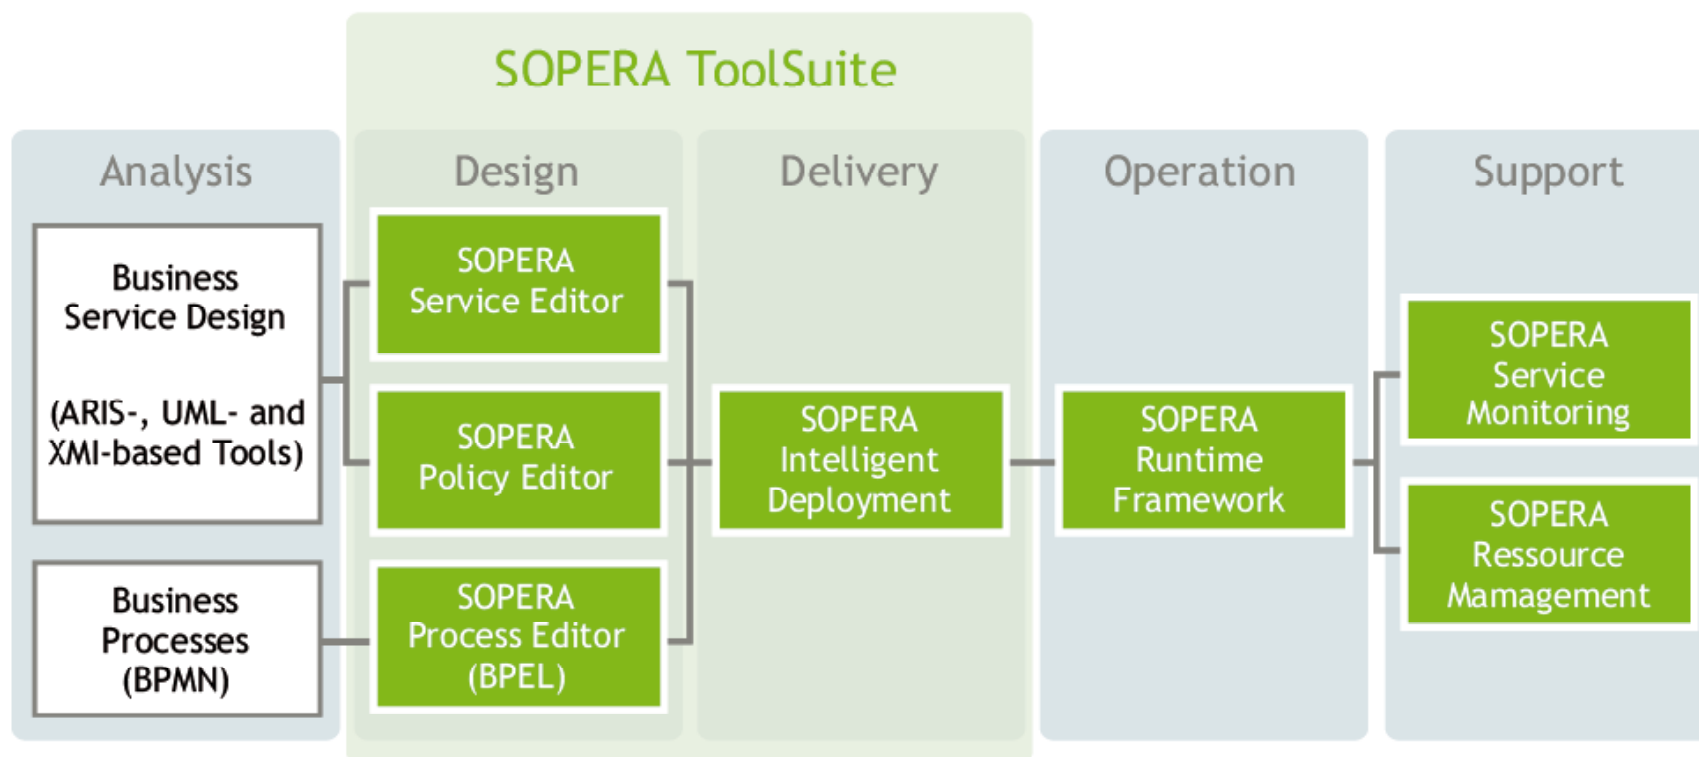 SOPERA ToolSuite
Analysis
Design
Delivery
Operation
Support
Business
Service Design
(ARIS-, UML- and
XMI-based Tools)
Business
Processes
(BPMN)
SOPERA
Service Editor
SOPERA
Policy Editor
SOPERA
Process Editor
(BPEL)
SOPERA
Intelligent
Deployment
SOPERA
Runtime
Framework
SOPERA
Service
Monitoring
SOPERA
Ressource
Mamagement